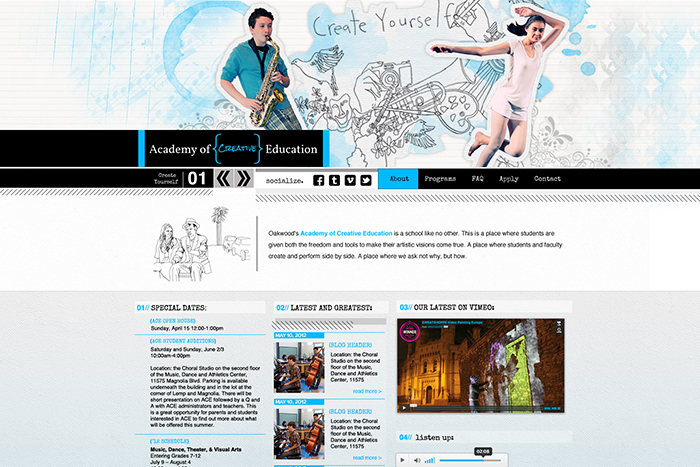 Create Yourself
Academy of {Creative} Education
Create
Yourself
01
socialize.
About
Programs
FAQ
Apply
Contact
Oakwood's Academy of Creative Education is a school like no other. This is a place where students are
given both the freedom and tools to make their artistic visions come true. A place where students and faculty
create and perform side by side. A place where we ask not why, but how.
01// SPECIAL DATES:
{ACE OPEN HOUSE}
Sunday, April 15 12:00-1:00pm
{ACE STUDENT AUDITIONS}
Saturday and Sunday, June 2/3
10:00am-4:00pm
Location: the Choral Studio on the second floor
of the Music, Dance and Athletics Center,
11575 Magnolia Blvd. Parking is available
underneath the building and in the lot at the
corner of Lemp and Magnolia. There will be
short presentation on ACE followed by a Q and
A with ACE administrators and teachers. This
is a great opportunity for parents and students
interested in ACE to find out more about what
will be offered this summer.
{'12 SCHEDULE}
Music, Dance, Theater, & Visual Arts
Entering Grades 7-12
July 9 – August 4
02// LATEST AND GREATEST:
MAY 10, 2012
{BLOG HEADER}
Location: the Choral
Studio on the second floor
of the Music, Dance and
Athletics Center, 11575
read more >
MAY 10, 2012
{BLOG HEADER}
Location: the Choral
Studio on the second floor
of the Music, Dance and
Athletics Center, 11575
read more >
03// OUR LATEST ON VIMEO:
WINNER
04// listen up:
02:08